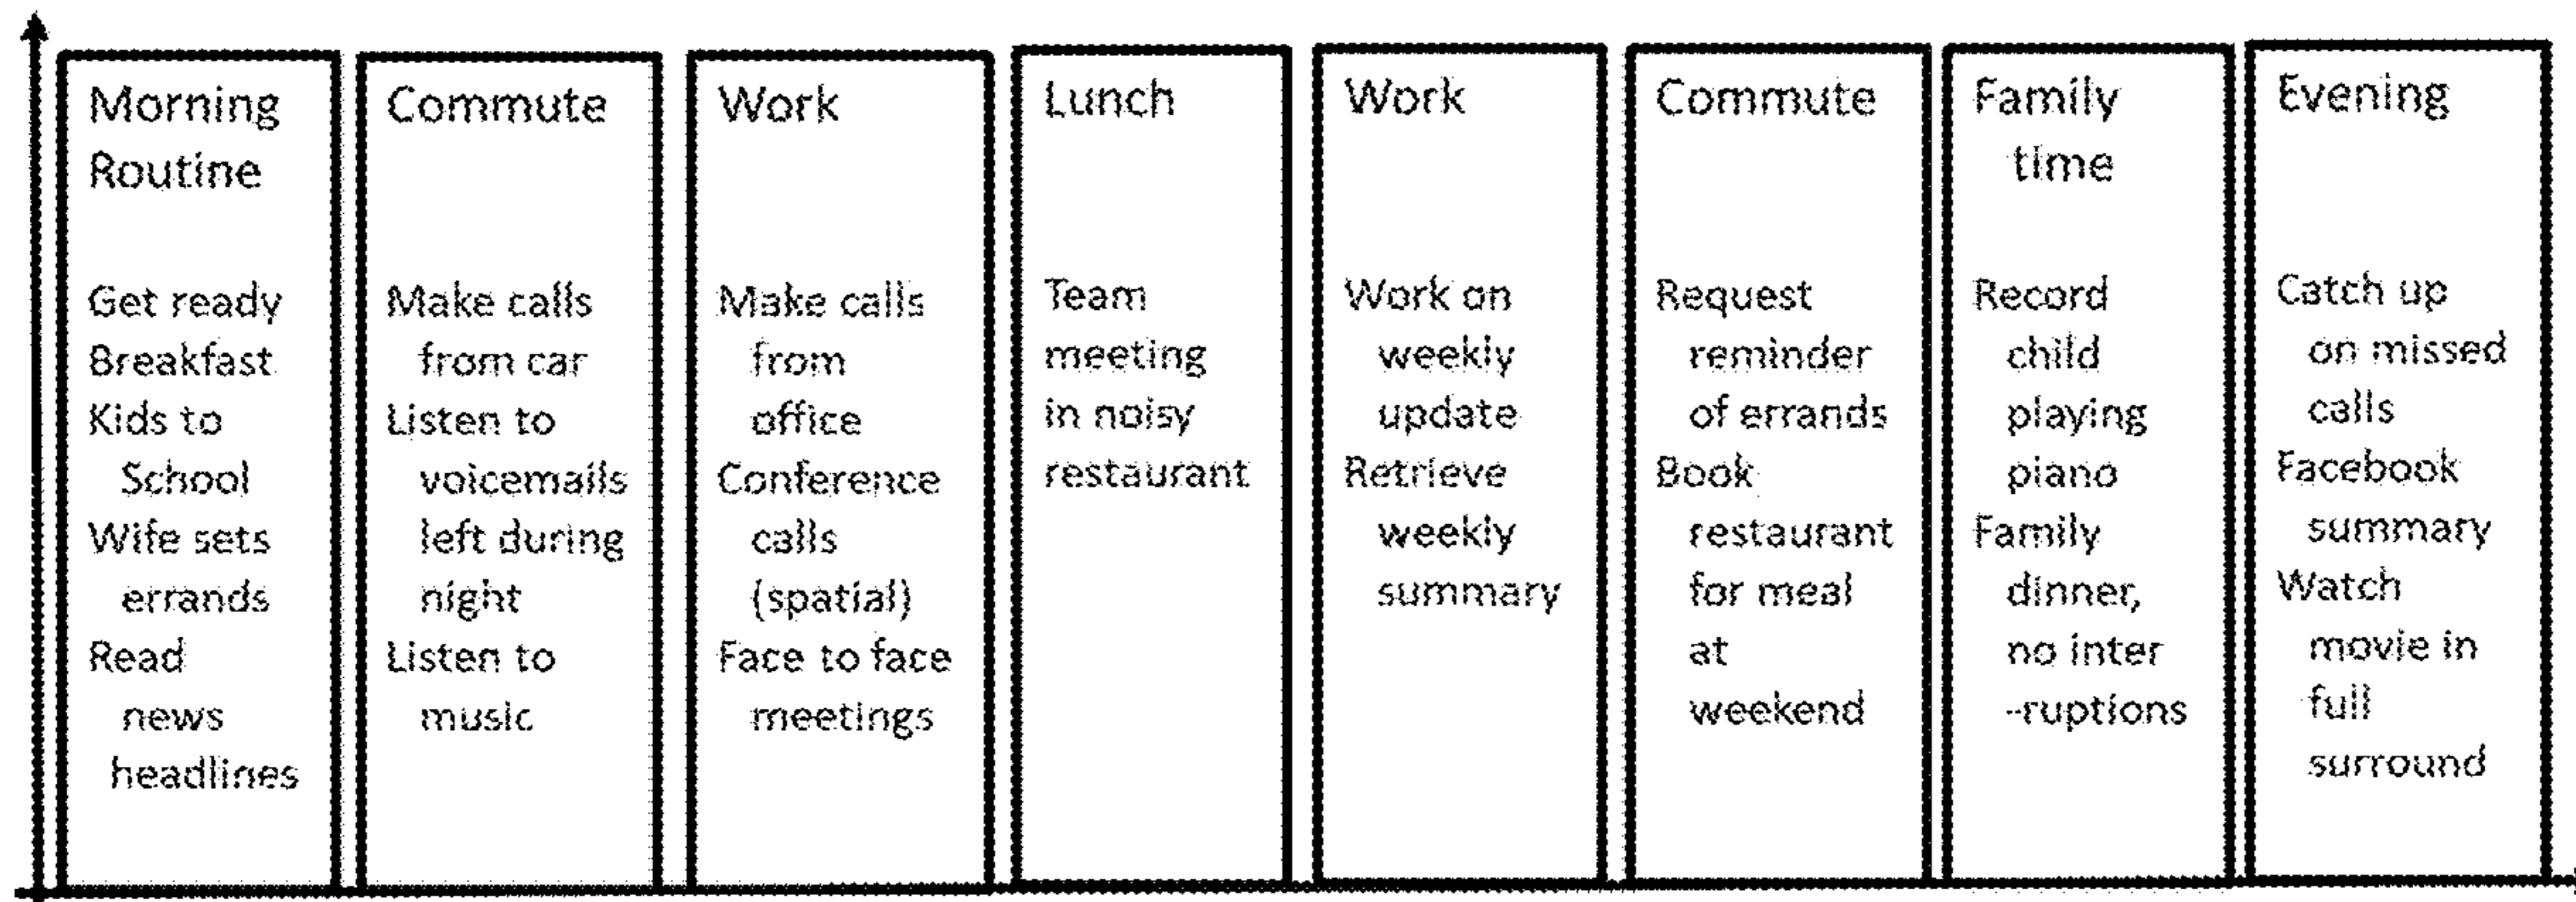 Morning
Routine
Get ready
Breakfast
Kids to
School
Wife sets
errands
Read
news
headlines
Commute
Make calls
from car
Listen to
voicemails
left during
night
Listen to
music
Work
Make calls
from
office
Conference
calls
(spatial)
Face to face
meetings
Lunch
Team
meeting
in noisy
restaurant
Work
Work on
weekly
update
Retrieve
weekly
summary
Commute
Request
reminder
of errands
Book
restaurant
for meal
at
weekend
Family
time
Record
child
playing
piano
Family
dinner,
no inter
-ruptions
Evening
Catch up
on missed
calls
Facebook
summary
Watch
movie in
full
surround